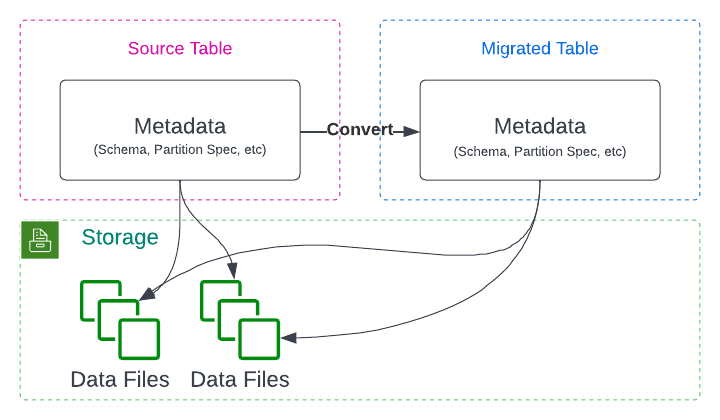 Source Table
Migrated Table
Metadata
(Schema, Partition Spec, etc)
Convert
Metadata
(Schema, Partition Spec, etc)
Storage
Data Files
Data Files